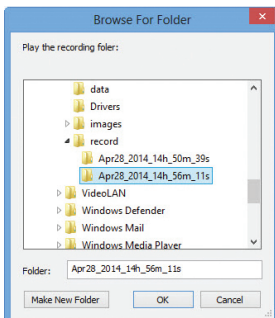 Browse For Folder
Play the recording foler:
data
Drivers
images
record
Apr28_2014_14h_50m_39s
Apr28_2014_14h_56m_11s
VideoLAN
Windows Defender
Windows Mail
Windows Media Player
Folder: Apr28_2014_14h_56m_11s
Make New Folder OK Cancel